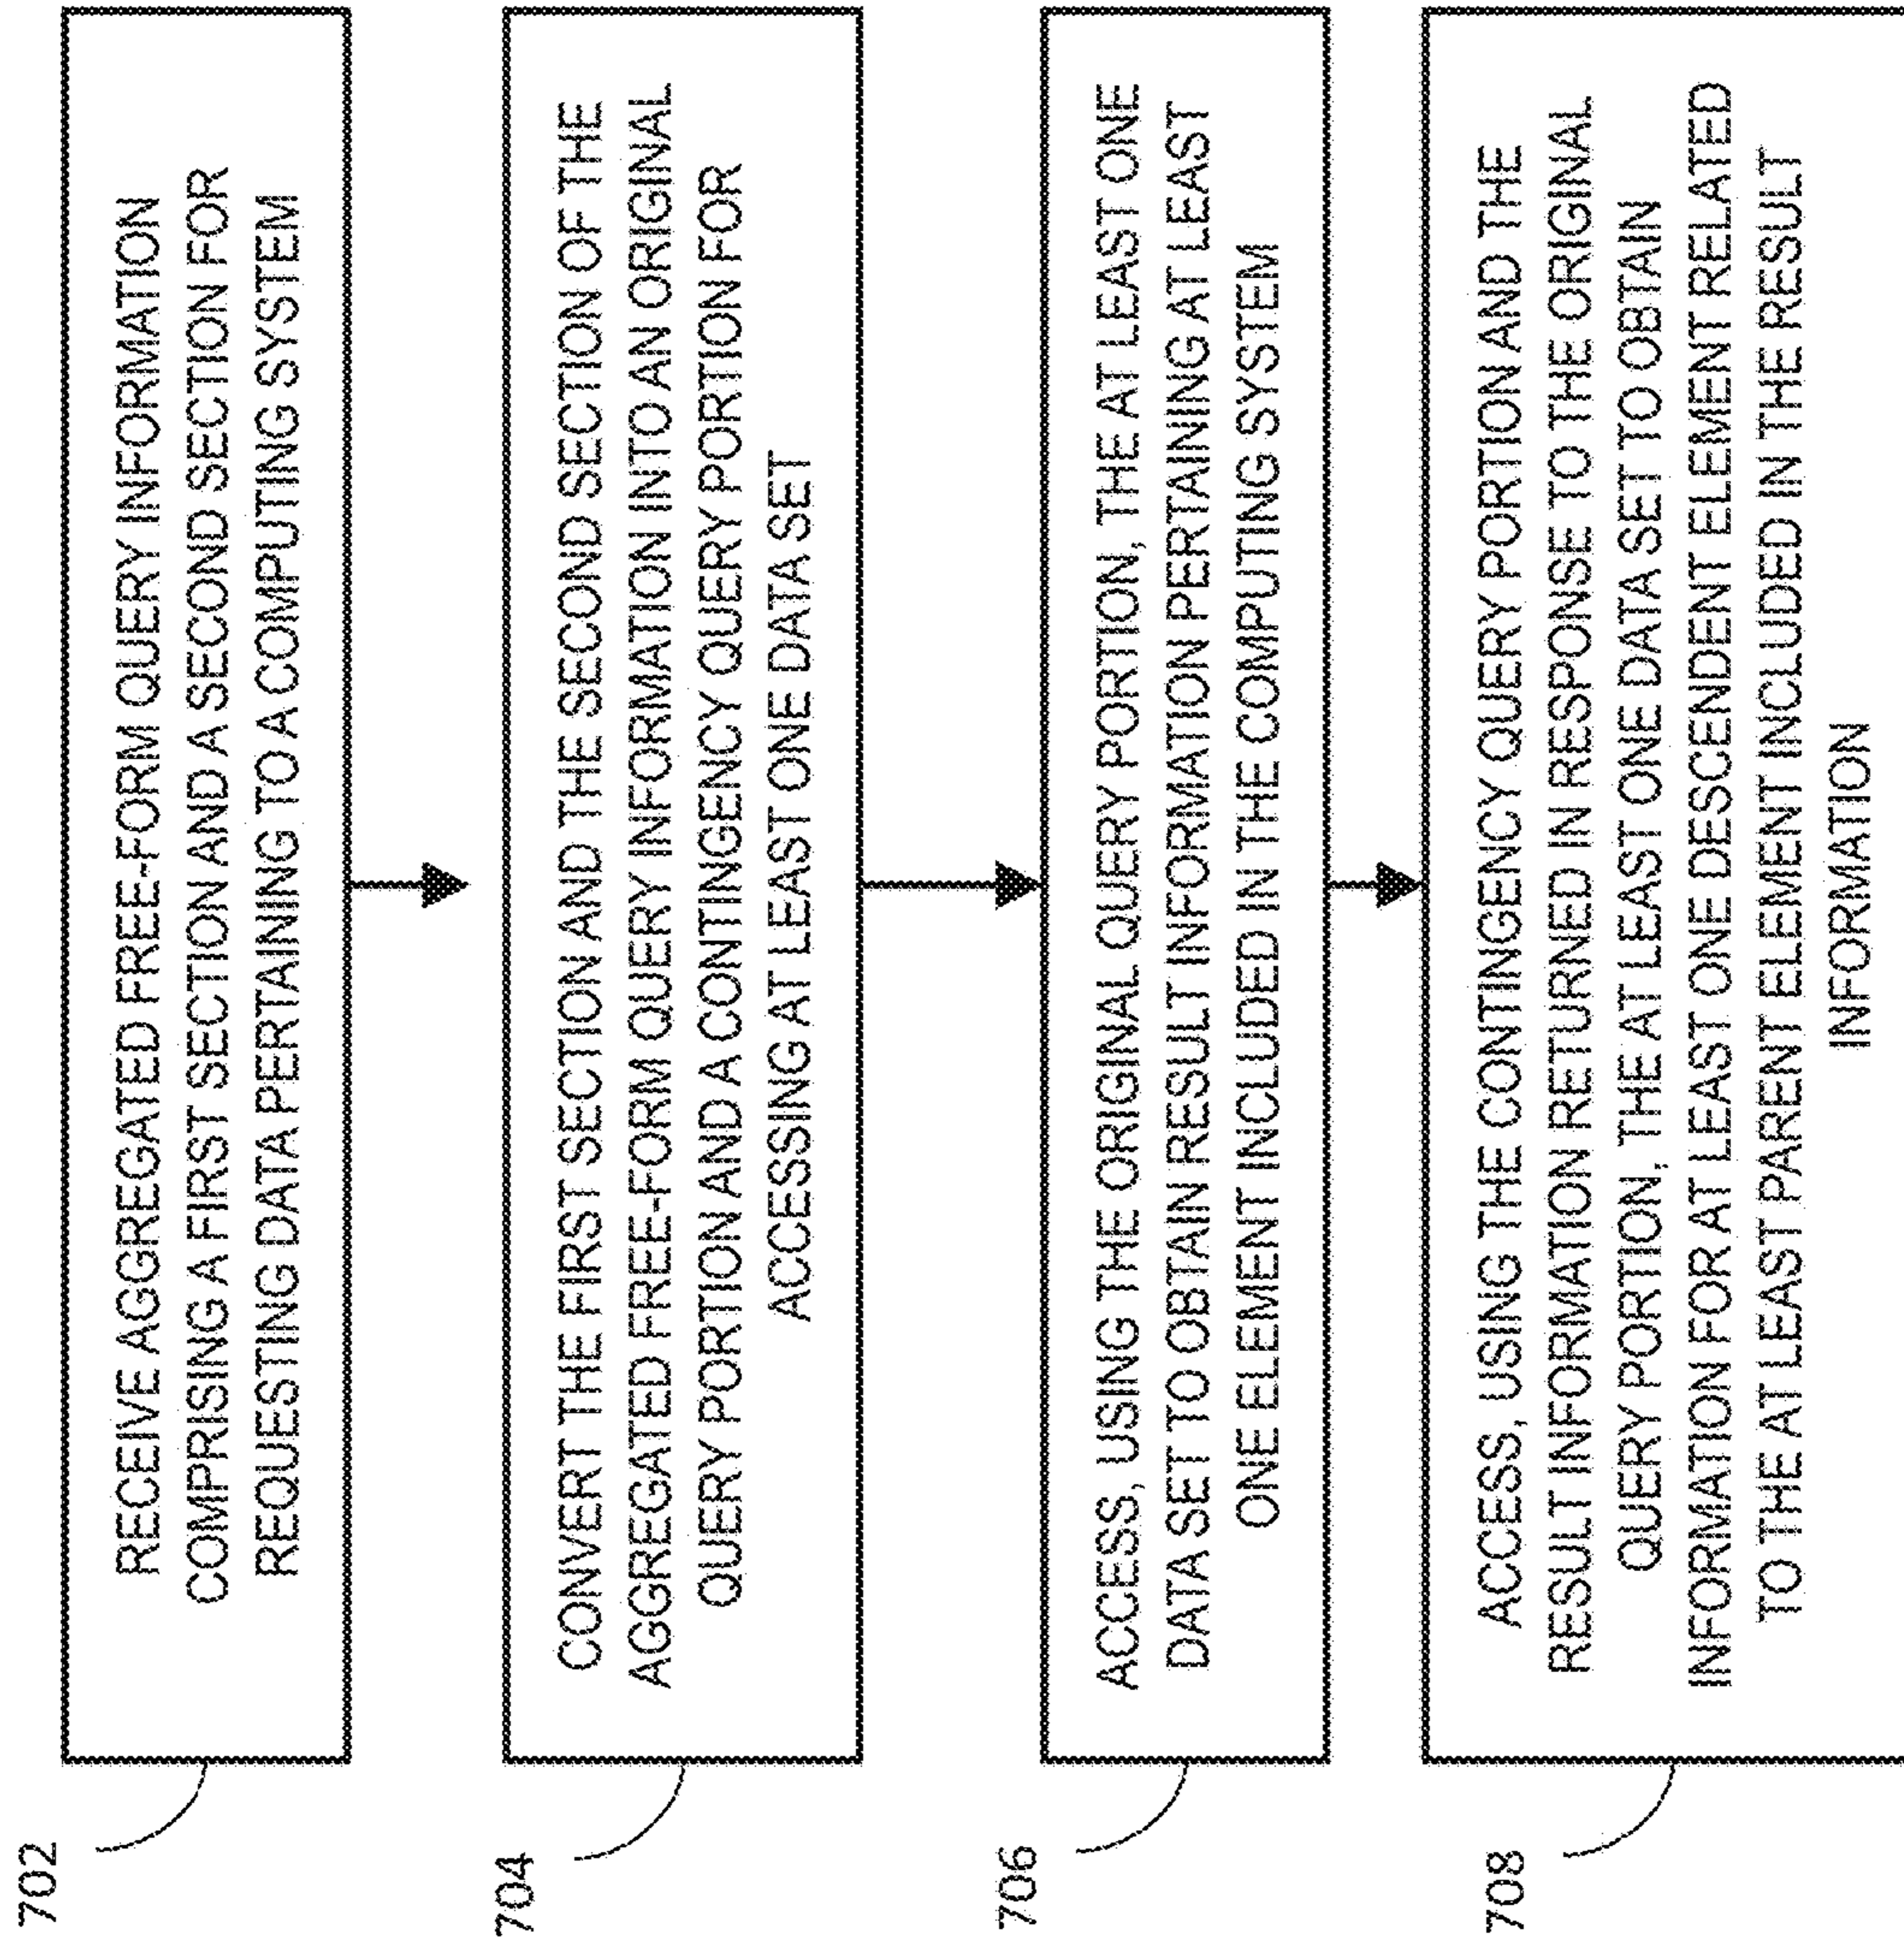 702
RECEIVE AGGREGATED FREE-FORM QUERY INFORMATION
COMPRISING A FIRST SECTION AND A SECOND SECTION FOR
REQUESTING DATA PERTAINING TO A COMPUTING SYSTEM
704
CONVERT THE FIRST SECTION AND THE SECOND SECTION OF THE
AGGREGATED FREE-FORM QUERY INFORMATION INTO AN ORIGINAL
QUERY PORTION AND A CONTINGENCY QUERY PORTION FOR
ACCESSING AT LEAST ONE DATA SET
706
ACCESS, USING THE ORIGINAL QUERY PORTION, THE AT LEAST ONE
DATA SET TO OBTAIN RESULT INFORMATION PERTAINING AT LEAST
ONE ELEMENT INCLUDED IN THE COMPUTING SYSTEM
708
ACCESS, USING THE CONTINGENCY QUERY PORTION AND THE
RESULT INFORMATION RETURNED IN RESPONSE TO THE ORIGINAL
QUERY PORTION, THE AT LEAST ONE DATA SET TO OBTAIN
INFORMATION FOR AT LEAST ONE DESCENDENT ELEMENT RELATED
TO THE AT LEAST PARENT ELEMENT INCLUDED IN THE RESULT
INFORMATION